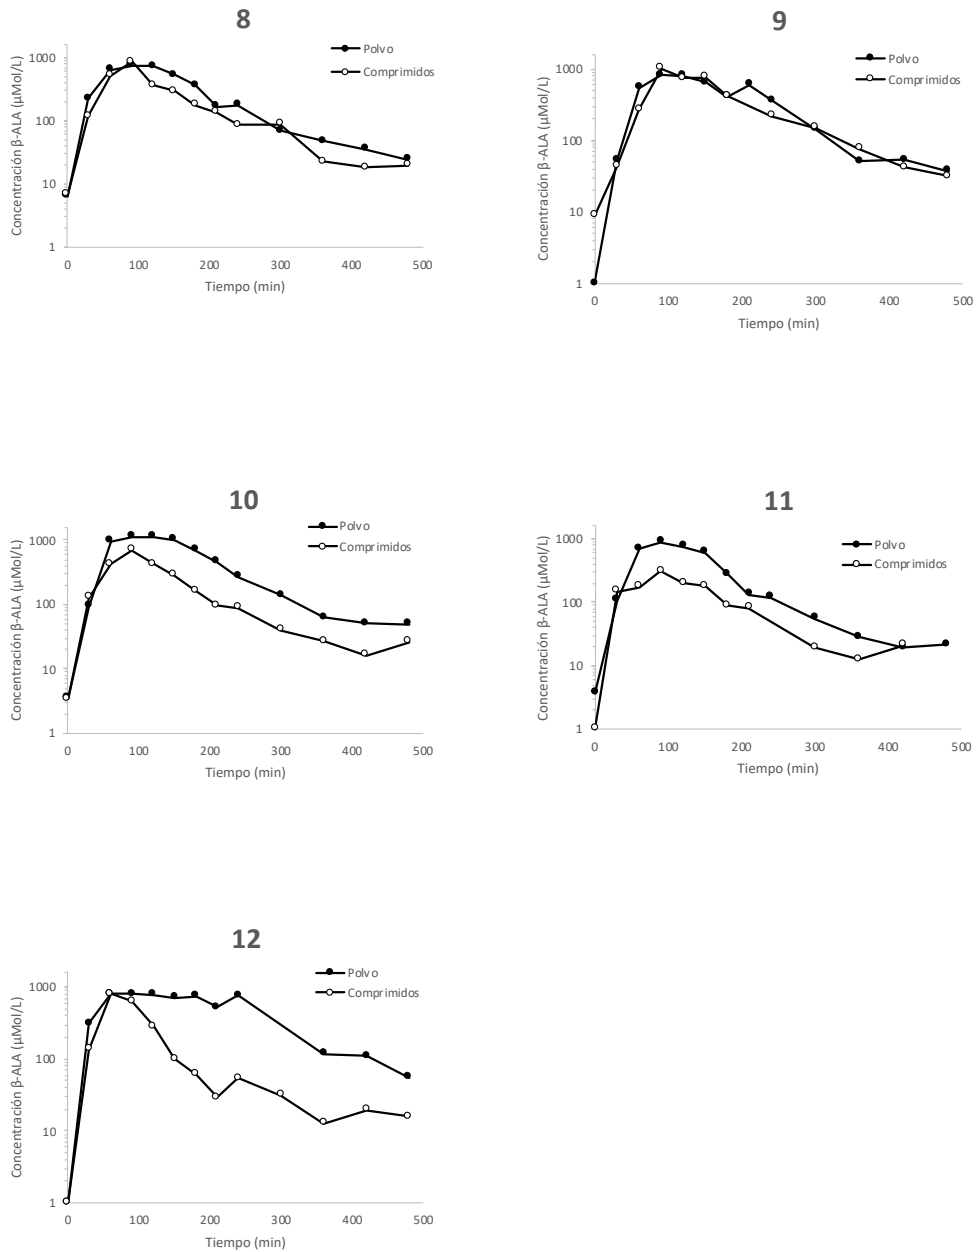 8
Polvo
Comprimidos
Concentración β-ALA (μMol/L)
1000
100
10
1
0 100 200 300 400 500
Tiempo (min)
9
Polvo
Comprimidos
Concentración β-ALA (μMol/L)
1000
100
10
1
0 100 200 300 400 500
Tiempo (min)
10
Polvo
Comprimidos
Concentración β-ALA (μMol/L)
1000
100
10
1
0 100 200 300 400 500
Tiempo (min)
11
Polvo
Comprimidos
Concentración β-ALA (μMol/L)
1000
100
10
1
0 100 200 300 400 500
Tiempo (min)
12
Polvo
Comprimidos
Concentración β-ALA (μMol/L)
1000
100
10
1
0 100 200 300 400 500
Tiempo (min)